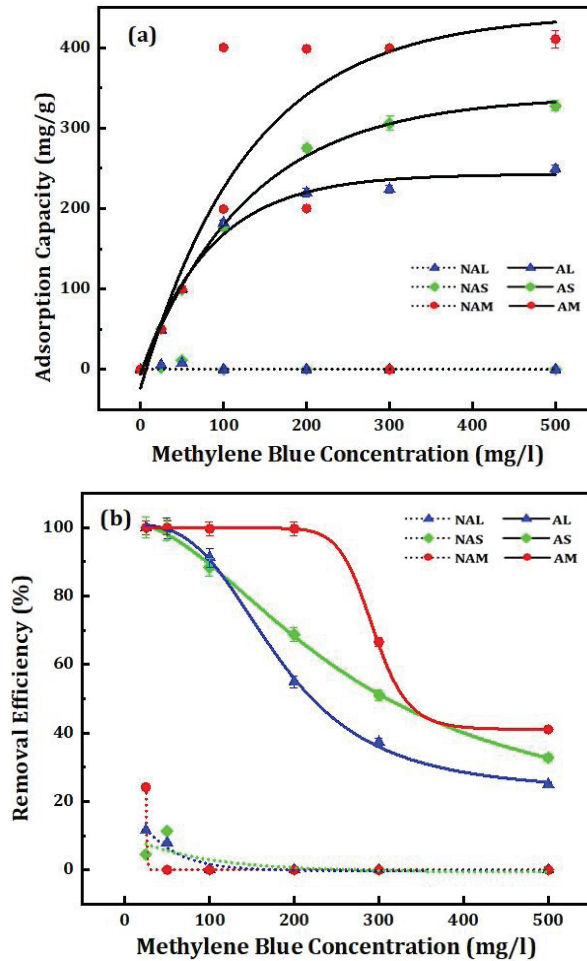 (a)
Adsorption Capacity (mg/g)
400
300
200
100
0
NAL AL
NAS AS
NAM AM
0 100 200 300 400 500
Methylene Blue Concentration (mg/l)
(b)
Removal Efficiency (%)
100
80
60
40
20
0
NAL AL
NAS AS
NAM AM
0 100 200 300 400 500
Methylene Blue Concentration (mg/l)